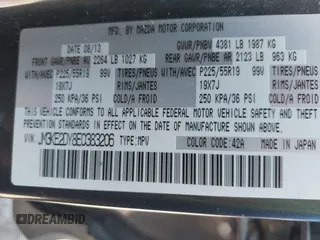 MFD. BY MAZDA MOTOR CORPORATION
DATE 08/13 GVWR/PNBV 4381 LB 1987 KG
FRONT GAWR/PNBE AV 2264 LB 1027 KG REAR GAWR/PNBE AR 2123 LB 963 KG
WITH/AVEC P225/55R19 99V TIRES/PNEUS WITH/AVEC P225/55R19 99V TIRES/PNEUS
19X7J RIMS/JANTES 19X7J RIMS/JANTES
250 KPA/36 PSI COLD/A FROID 250 KPA/36 PSI COLD/A FROID
THIS VEHICLE CONFORMS TO ALL APPLICABLE FEDERAL MOTOR VEHICLE SAFETY,
BUMPER, AND THEFT PREVENTION STANDARDS IN EFFECT ON THE DATE OF
MANUFACTURE SHOWN ABOVE.
VIN: JM3KE2DY8E0383206 TYPE:MPV COLOR:42A
MADE IN JAPAN
DREAMBID